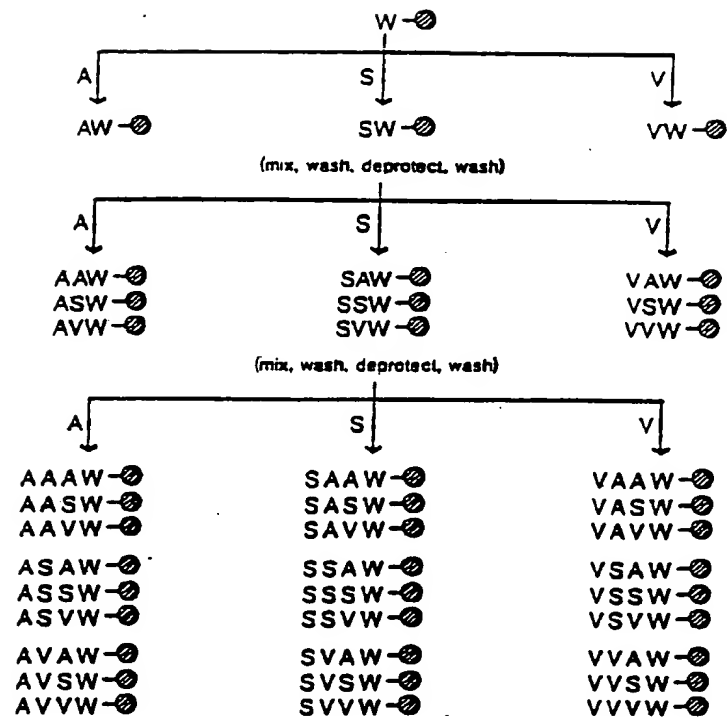 W
A S V
AW SW VW
(mix, wash, deprotect, wash)
A S V
AAW SAW VAW
ASW SSW VSW
AVW SVW VVW
(mix, wash, deprotect, wash)
A S V
AAAW SAAW VAAW
AASW SASW VASW
AAVW SAVW VAVW
ASAW SSAW VSAW
ASSW SSSW VSSW
ASVW SSVW VSVW
AVAW SVAW VVAW
AVSW SVSW VVSW
AVVW SVVW VVVW